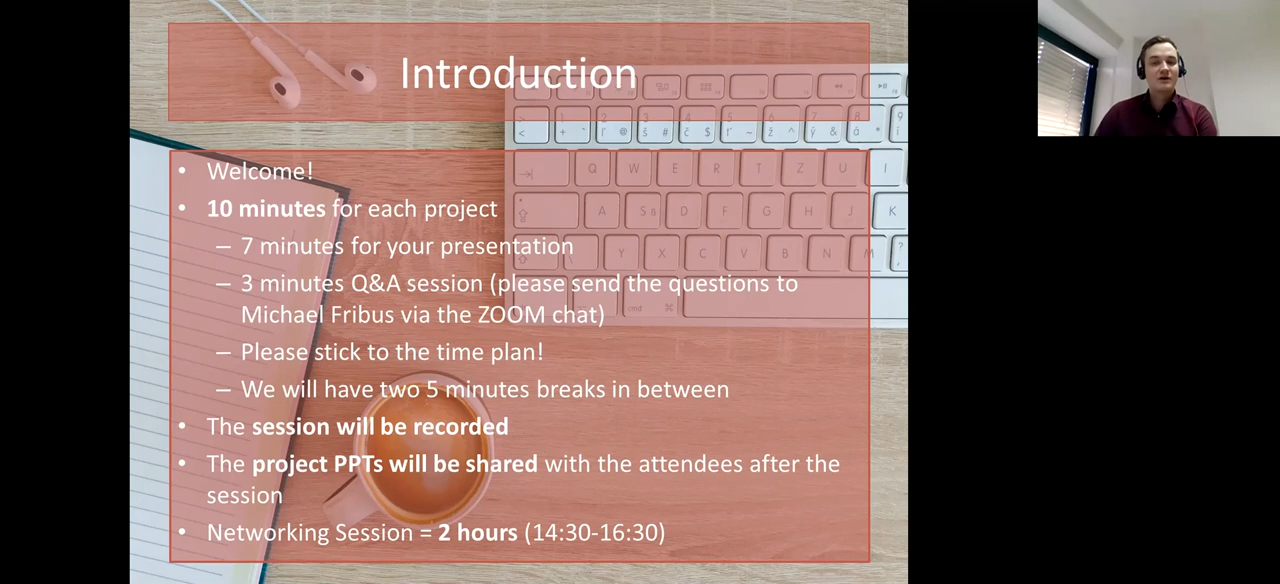 Introduction
• Welcome!
• 10 minutes for each project
– 7 minutes for your presentation
– 3 minutes Q&A session (please send the questions to
Michael Fribus via the ZOOM chat)
– Please stick to the time plan!
– We will have two 5 minutes breaks in between
• The session will be recorded
• The project PPTs will be shared with the attendees after the
session
• Networking Session = 2 hours (14:30-16:30)